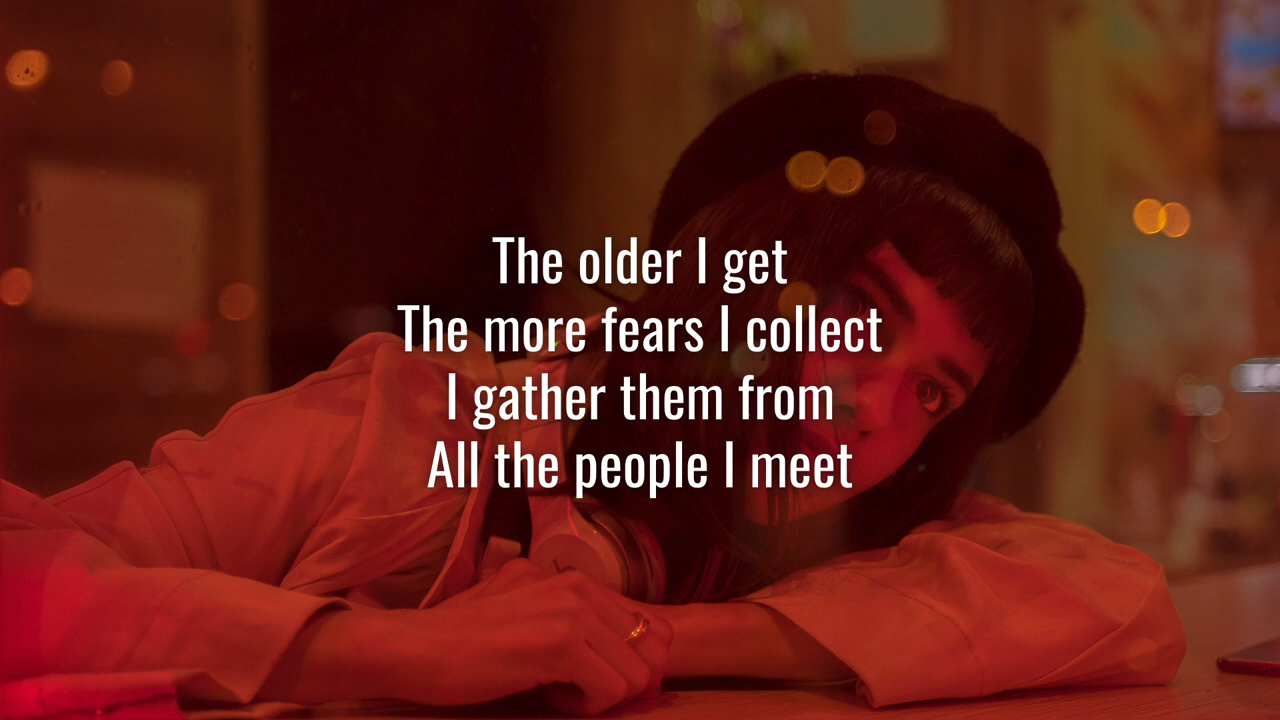 The older I get
The more fears I collect
I gather them from
All the people I meet